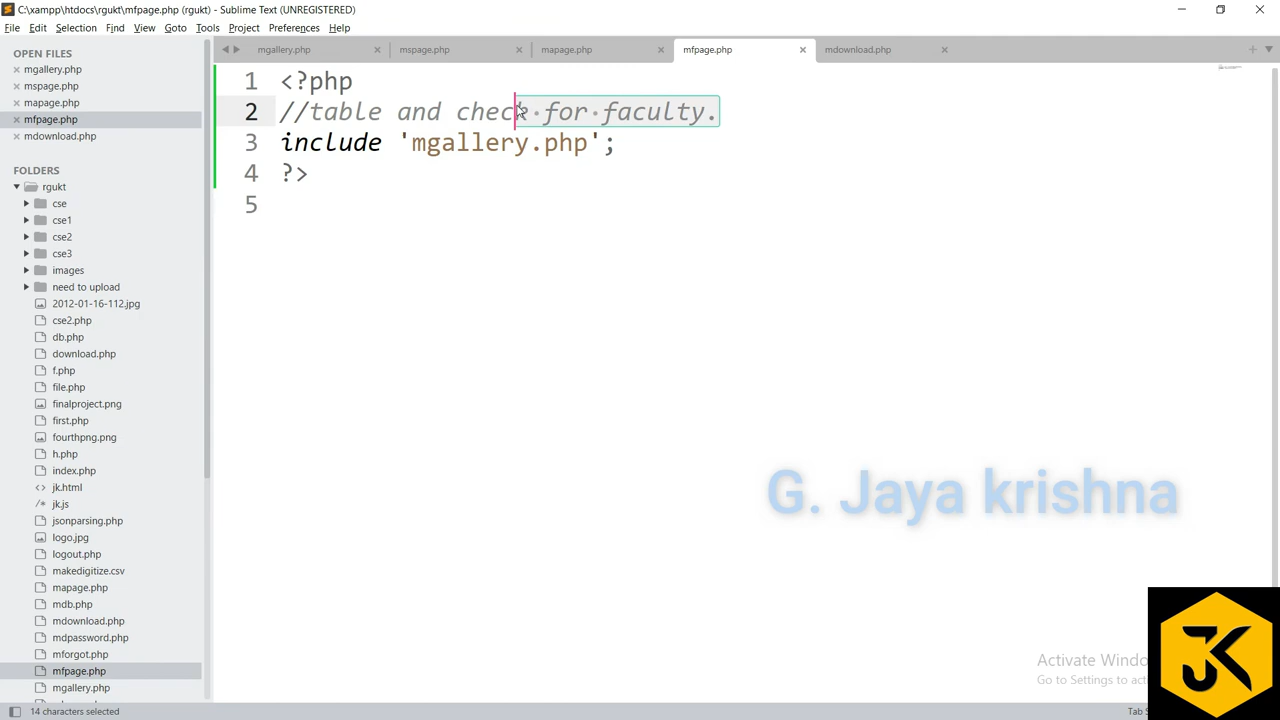 C:\xampp\htdocs\rgukt\mfpage.php (rgukt) - Sublime Text (UNREGISTERED)
File Edit Selection Find View Goto Tools Project Preferences Help
OPEN FILES
mgallery.php
mspage.php
mapage.php
mfpage.php
mdownload.php
FOLDERS
rgukt
cse
cse1
cse2
cse3
images
need to upload
2012-01-16-112.jpg
cse2.php
db.php
download.php
f.php
file.php
finalproject.png
first.php
fourthpng.png
h.php
index.php
jk.html
jk.js
jsonparsing.php
logo.jpg
logout.php
makedigitize.csv
mapage.php
mdb.php
mdownload.php
mdpassword.php
mforgot.php
mfpage.php
mgallery.php
mgallery.php mspage.php mapage.php mfpage.php mdownload.php
1 <?php
2 //table and check for faculty.
3 include 'mgallery.php';
4 ?>
5
G. Jaya krishna
Activate Windo
Go to Settings to acti
JK
14 characters selected
Tab S